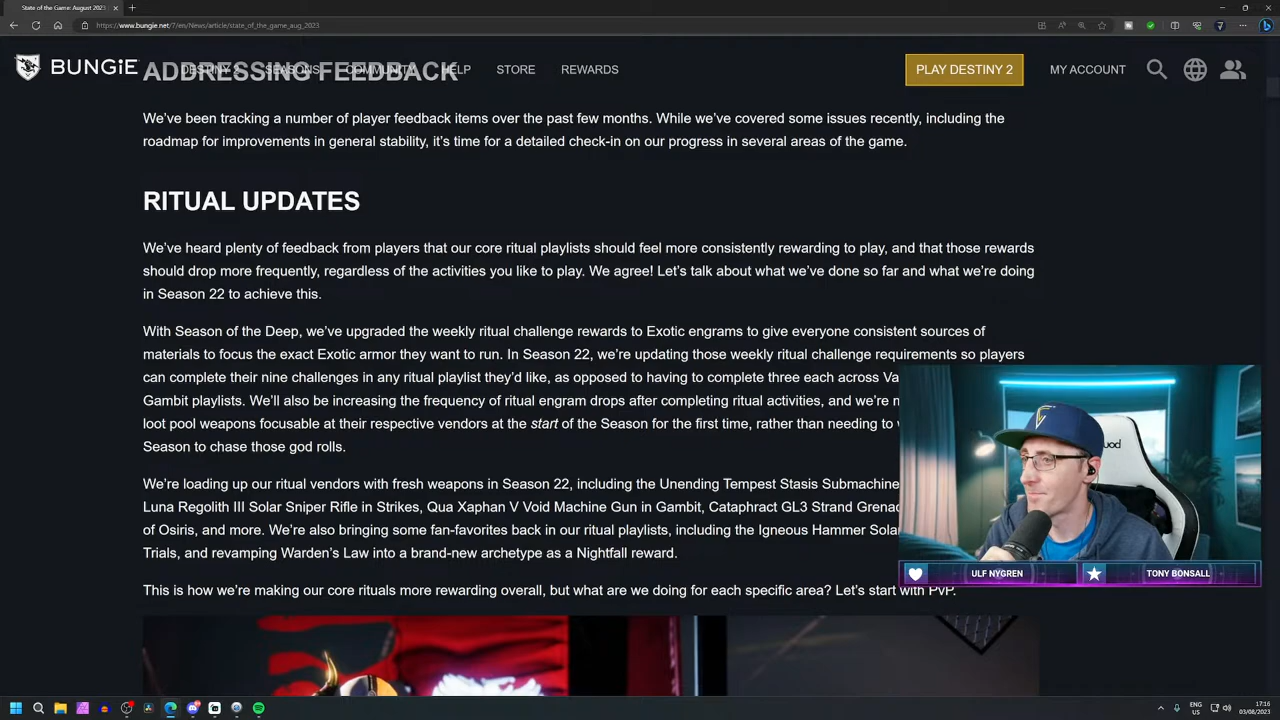 State of the Game: August 2023
https://www.bungie.net/7/en/News/article/state_of_the_game_aug_2023
BUNGiE
DESTINY 2
SEASONS
COMMUNITY
HELP
STORE
REWARDS
PLAY DESTINY 2
MY ACCOUNT
ADDRESSING FEEDBACK
We've been tracking a number of player feedback items over the past few months. While we've covered some issues recently, including the
roadmap for improvements in general stability, it's time for a detailed check-in on our progress in several areas of the game.
RITUAL UPDATES
We've heard plenty of feedback from players that our core ritual playlists should feel more consistently rewarding to play, and that those rewards
should drop more frequently, regardless of the activities you like to play. We agree! Let's talk about what we've done so far and what we're doing
in Season 22 to achieve this.
With Season of the Deep, we've upgraded the weekly ritual challenge rewards to Exotic engrams to give everyone consistent sources of
materials to focus the exact Exotic armor they want to run. In Season 22, we're updating those weekly ritual challenge requirements so players
can complete their nine challenges in any ritual playlist they'd like, as opposed to having to complete three each across Va
Gambit playlists. We'll also be increasing the frequency of ritual engram drops after completing ritual activities, and we're
loot pool weapons focusable at their respective vendors at the start of the Season for the first time, rather than needing to
Season to chase those god rolls.
We're loading up our ritual vendors with fresh weapons in Season 22, including the Unending Tempest Stasis Submachine
Luna Regolith III Solar Sniper Rifle in Strikes, Qua Xaphan V Void Machine Gun in Gambit, Cataphract GL3 Strand Grena
of Osiris, and more. We're also bringing some fan-favorites back in our ritual playlists, including the Igneous Hammer Sola
Trials, and revamping Warden's Law into a brand-new archetype as a Nightfall reward.
This is how we're making our core rituals more rewarding overall, but what are we doing for each specific area? Let's start with PvP.
ULF NYGREN
TONY BONSALL
ENG
US
17:16
03/08/2023